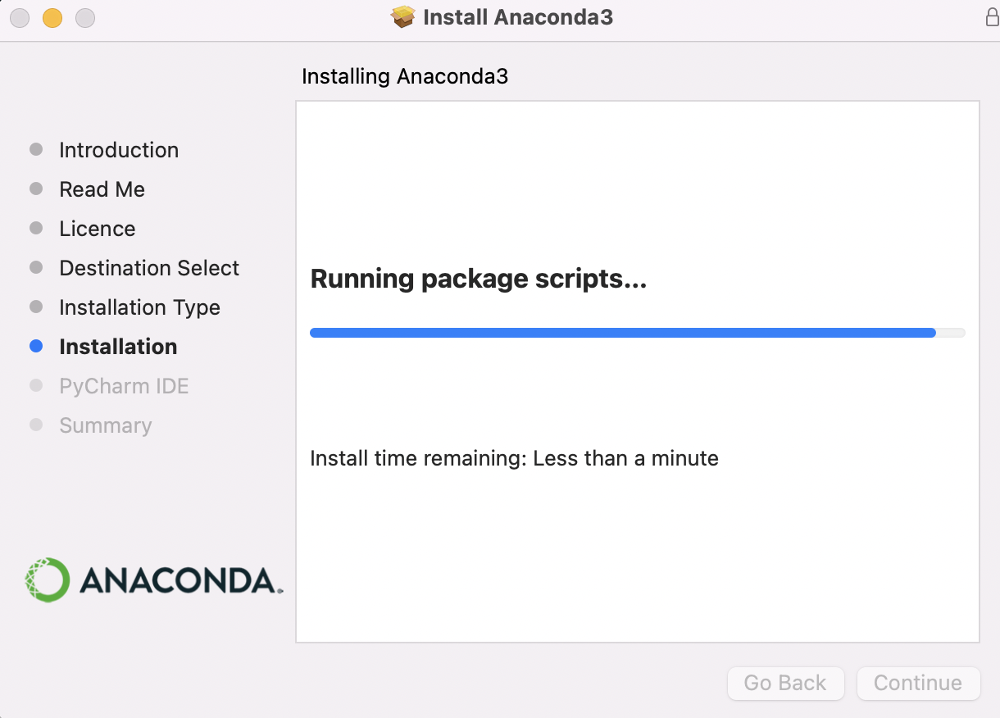 Install Anaconda3
Installing Anaconda3
Introduction
Read Me
Licence
Destination Select
Installation Type
Installation
PyCharm IDE
Summary
Running package scripts...
Install time remaining: Less than a minute
ANACONDA.
Go Back
Continue